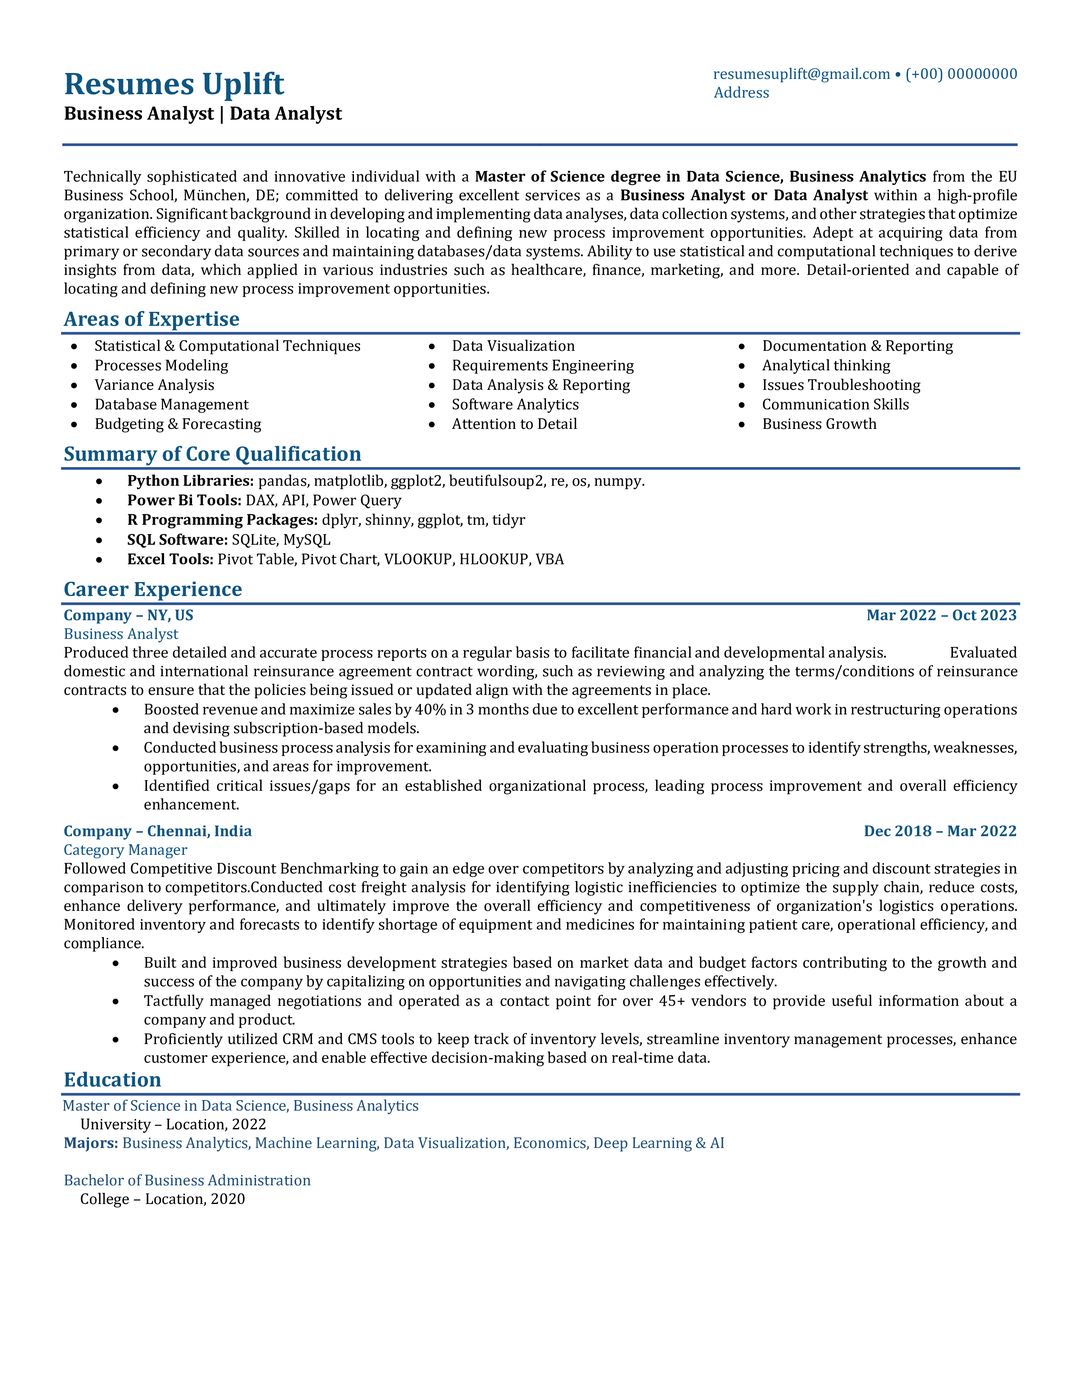 Resumes Uplift
Business Analyst | Data Analyst
resumesuplift@gmail.com • (+00) 00000000
Address
Technically sophisticated and innovative individual with a Master of Science degree in Data Science, Business Analytics from the EU
Business School, München, DE; committed to delivering excellent services as a Business Analyst or Data Analyst within a high-profile
organization. Significant background in developing and implementing data analyses, data collection systems, and other strategies that optimize
statistical efficiency and quality. Skilled in locating and defining new process improvement opportunities. Adept at acquiring data from
primary or secondary data sources and maintaining databases/data systems. Ability to use statistical and computational techniques to derive
insights from data, which applied in various industries such as healthcare, finance, marketing, and more. Detail-oriented and capable of
locating and defining new process improvement opportunities.
Areas of Expertise
• Statistical & Computational Techniques
• Processes Modeling
• Variance Analysis
• Database Management
• Budgeting & Forecasting
• Data Visualization
• Requirements Engineering
• Data Analysis & Reporting
• Software Analytics
• Attention to Detail
• Documentation & Reporting
• Analytical thinking
• Issues Troubleshooting
• Communication Skills
• Business Growth
Summary of Core Qualification
• Python Libraries: pandas, matplotlib, ggplot2, beutifulsoup2, re, os, numpy.
• Power Bi Tools: DAX, API, Power Query
• R Programming Packages: dplyr, shinny, ggplot, tm, tidyr
• SQL Software: SQLite, MySQL
• Excel Tools: Pivot Table, Pivot Chart, VLOOKUP, HLOOKUP, VBA
Career Experience
Company – NY, US Mar 2022 – Oct 2023
Business Analyst
Produced three detailed and accurate process reports on a regular basis to facilitate financial and developmental analysis. Evaluated
domestic and international reinsurance agreement contract wording, such as reviewing and analyzing the terms/conditions of reinsurance
contracts to ensure that the policies being issued or updated align with the agreements in place.
• Boosted revenue and maximize sales by 40% in 3 months due to excellent performance and hard work in restructuring operations
and devising subscription-based models.
• Conducted business process analysis for examining and evaluating business operation processes to identify strengths, weaknesses,
opportunities, and areas for improvement.
• Identified critical issues/gaps for an established organizational process, leading process improvement and overall efficiency
enhancement.
Company – Chennai, India Dec 2018 – Mar 2022
Category Manager
Followed Competitive Discount Benchmarking to gain an edge over competitors by analyzing and adjusting pricing and discount strategies in
comparison to competitors.Conducted cost freight analysis for identifying logistic inefficiencies to optimize the supply chain, reduce costs,
enhance delivery performance, and ultimately improve the overall efficiency and competitiveness of organization's logistics operations.
Monitored inventory and forecasts to identify shortage of equipment and medicines for maintaining patient care, operational efficiency, and
compliance.
• Built and improved business development strategies based on market data and budget factors contributing to the growth and
success of the company by capitalizing on opportunities and navigating challenges effectively.
• Tactfully managed negotiations and operated as a contact point for over 45+ vendors to provide useful information about a
company and product.
• Proficiently utilized CRM and CMS tools to keep track of inventory levels, streamline inventory management processes, enhance
customer experience, and enable effective decision-making based on real-time data.
Education
Master of Science in Data Science, Business Analytics
University – Location, 2022
Majors: Business Analytics, Machine Learning, Data Visualization, Economics, Deep Learning & AI
Bachelor of Business Administration
College – Location, 2020